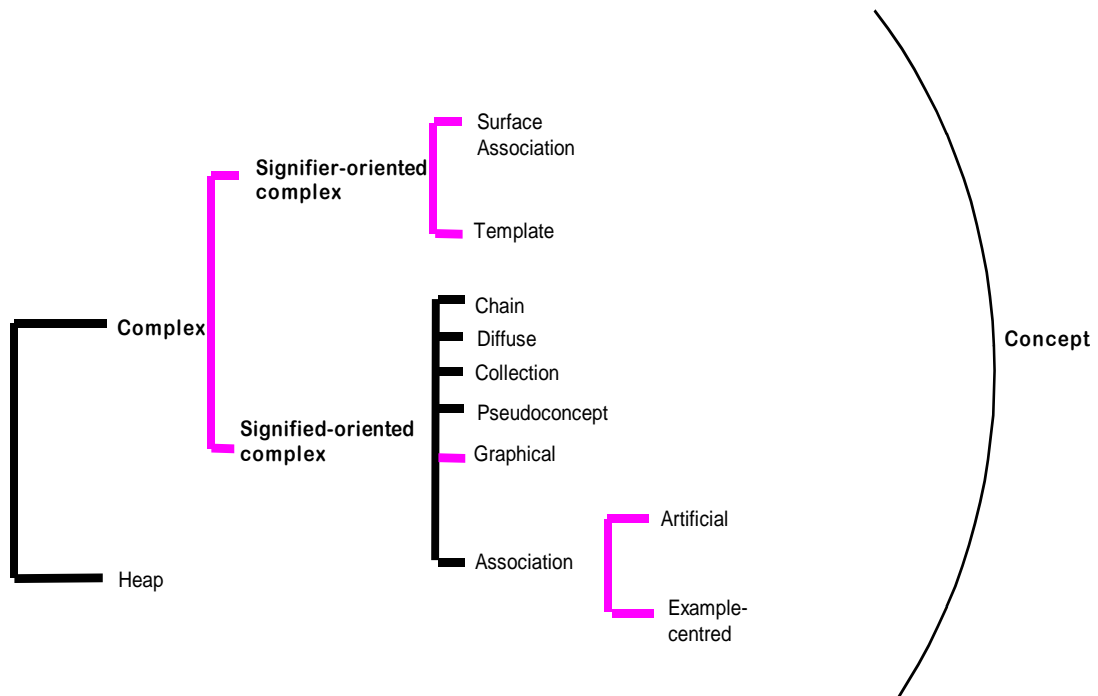 Surface
Association
Signifier-oriented
complex
Template
Chain
Complex
Diffuse
Concept
Collection
Pseudoconcept
Signified-oriented
complex
Graphical
Artificial
Association
Heap
Example-
centred